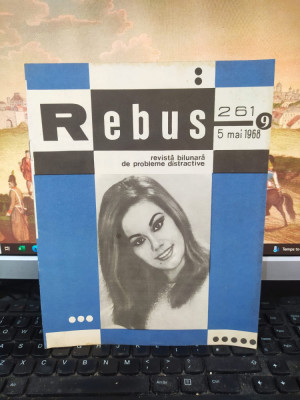 Rebus
261
9
5 mai 1968
revistă bilunară
de probleme distractive